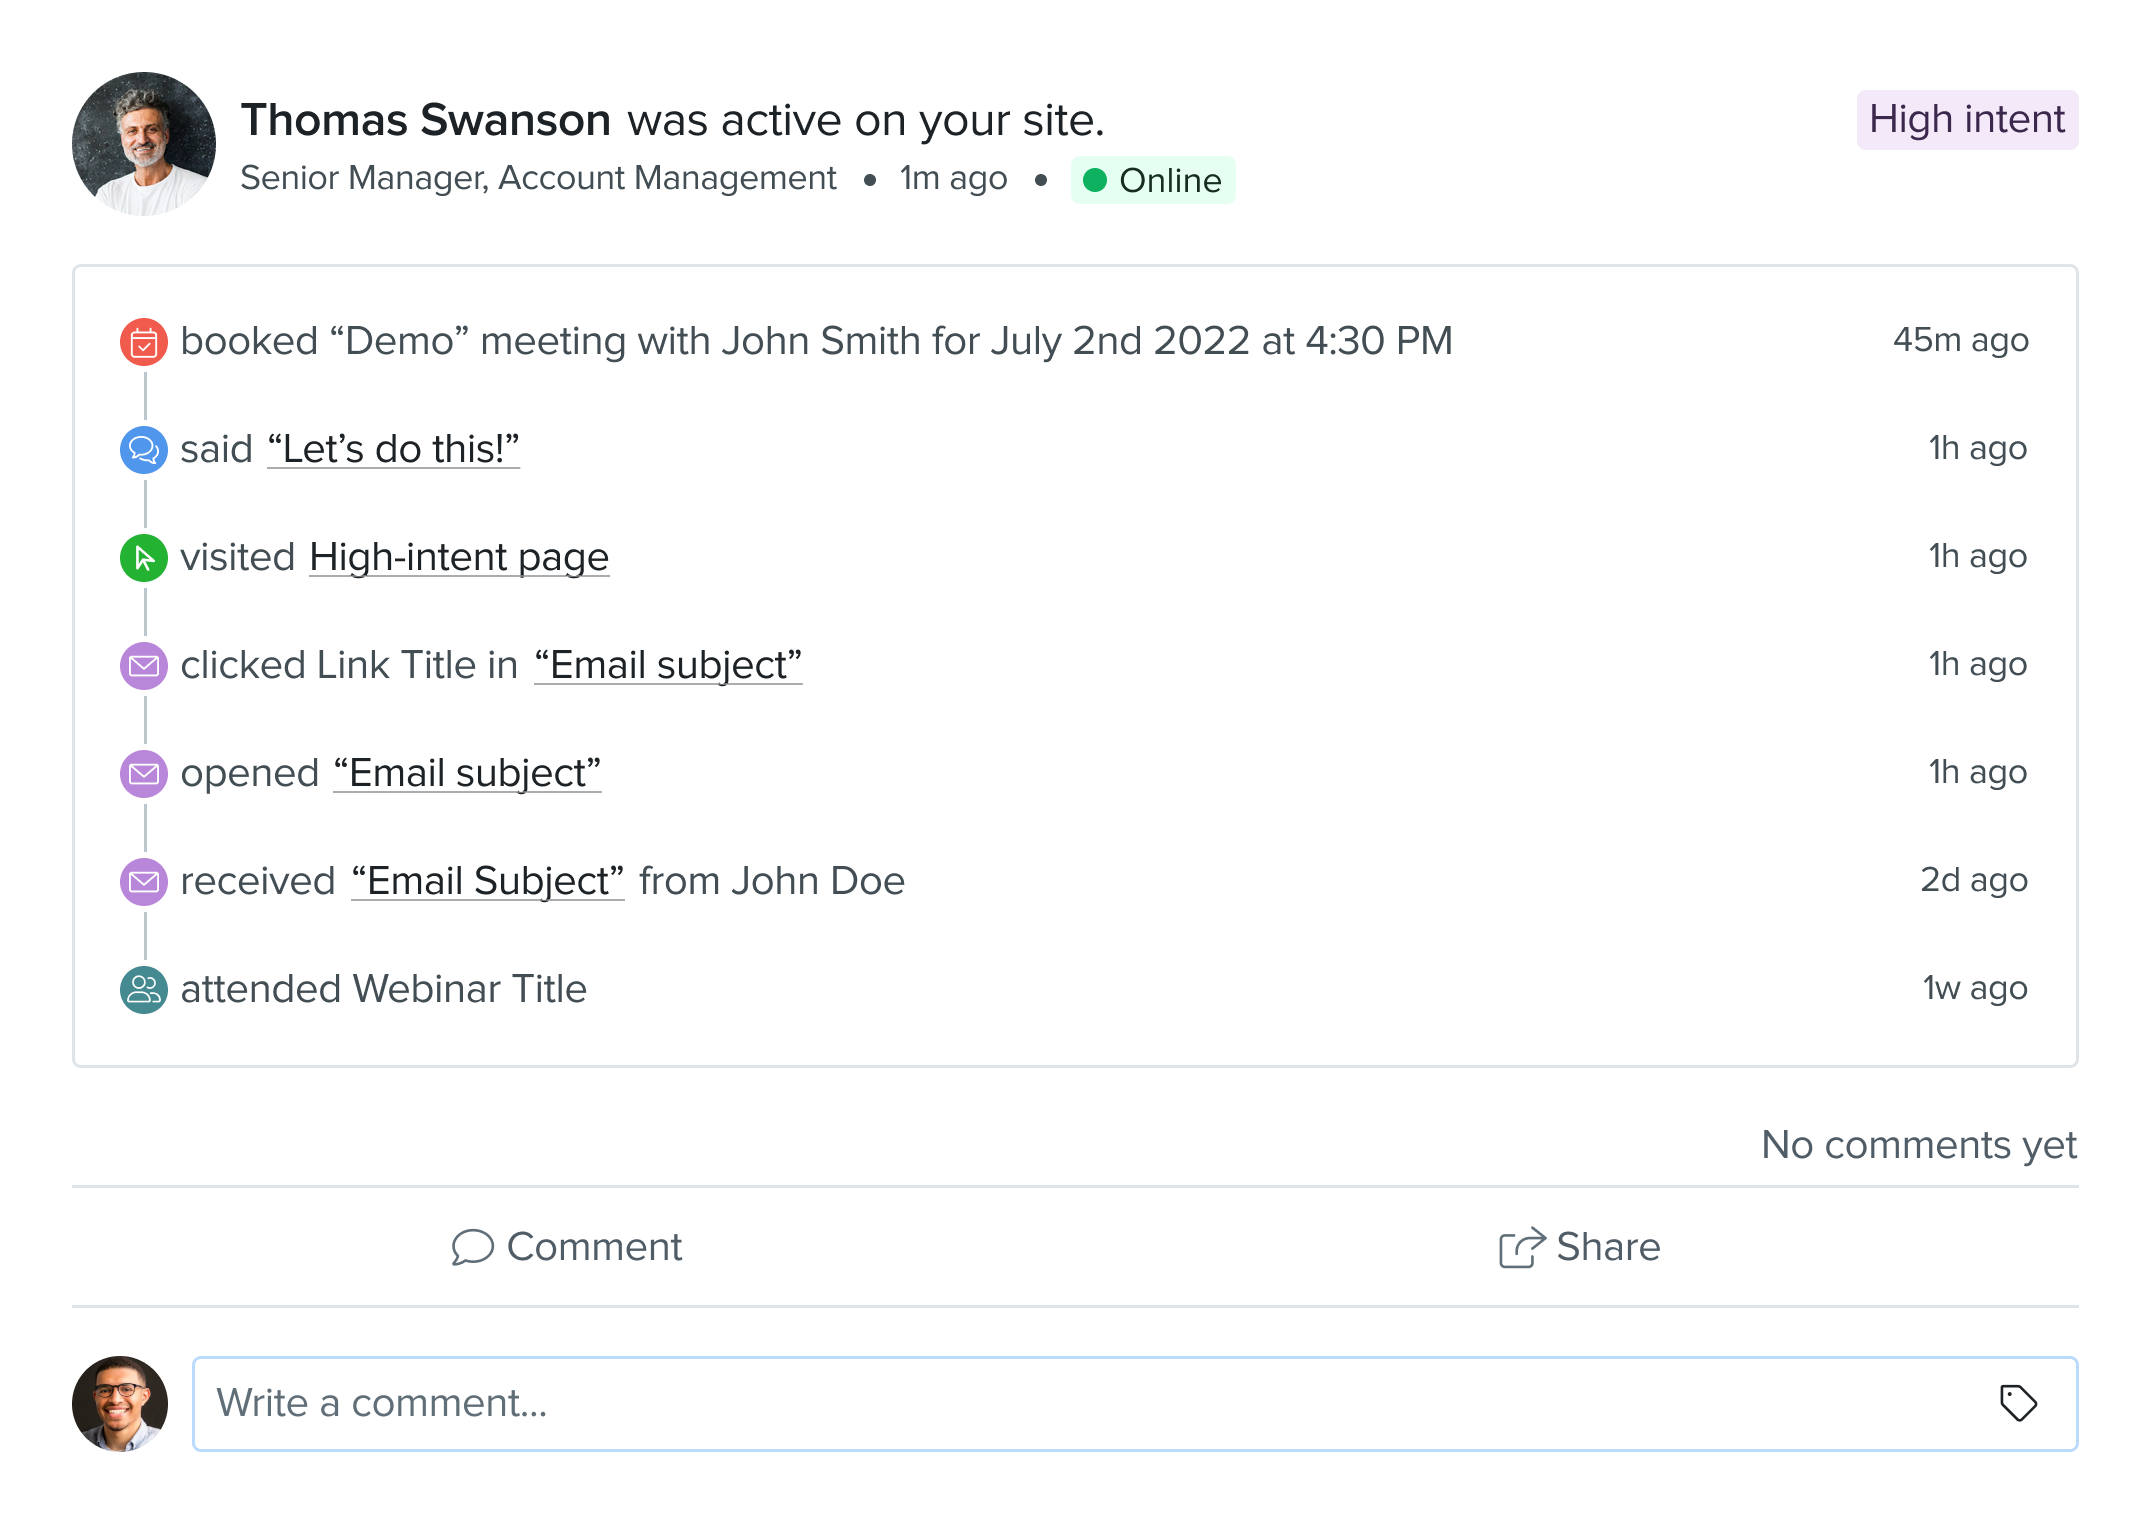 Thomas Swanson was active on your site.
High intent
Senior Manager, Account Management • 1m ago • Online
booked “Demo” meeting with John Smith for July 2nd 2022 at 4:30 PM 45m ago
said “Let’s do this!” 1h ago
visited High-intent page 1h ago
clicked Link Title in “Email subject” 1h ago
opened “Email subject” 1h ago
received “Email Subject” from John Doe 2d ago
attended Webinar Title 1w ago
No comments yet
Comment Share
Write a comment...